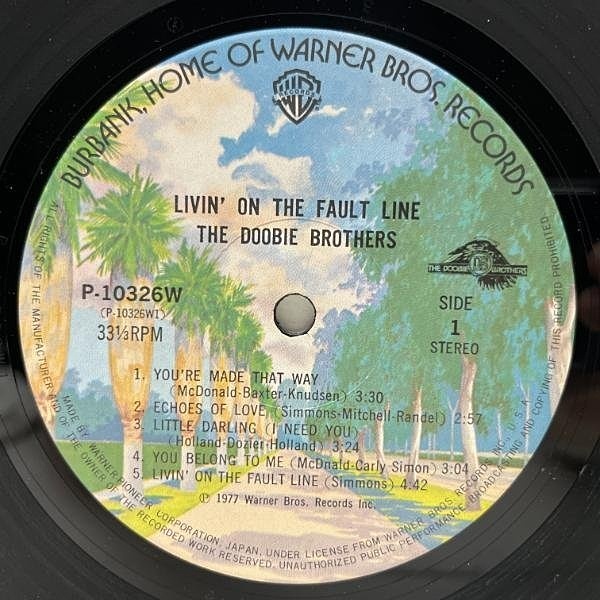 BURBANK, HOME OF WARNER BROS. RECORDS
RECORDS
LIVIN' ON THE FAULT LINE
THE DOOBIE BROTHERS
THE DOOBIE BROTHERS
P-10326W
(P-10326W1)
33⅓RPM
SIDE
1
STEREO
1. YOU'RE MADE THAT WAY
(McDonald-Baxter-Knudsen) 3:30
2. ECHOES OF LOVE (Simmons-Mitchell-Randel) 2:57
3. LITTLE DARLING (I NEED YOU)
(Holland-Dozier-Holland) 3:24
4. YOU BELONG TO ME (McDnald-Carly Simon) 3:04
5. LIVIN' ON THE FAULT LINE (Simmons) 4:42
Ⓟ 1977 Warner Bros. Records Inc.
MADE BY WARNER-PIONEER CORPORATION, JAPAN, UNDER LICENSE FROM WARNER BROS RECORDS INC., U.S.A.
ALL RIGHTS OF THE MANUFACTURER AND OF THE OWNER OF THE RECORDED WORK RESERVED. UNAUTHORIZED PUBLIC PERFORMANCE BROADCASTING AND COPYING OF THIS RECORD PROHIBITED